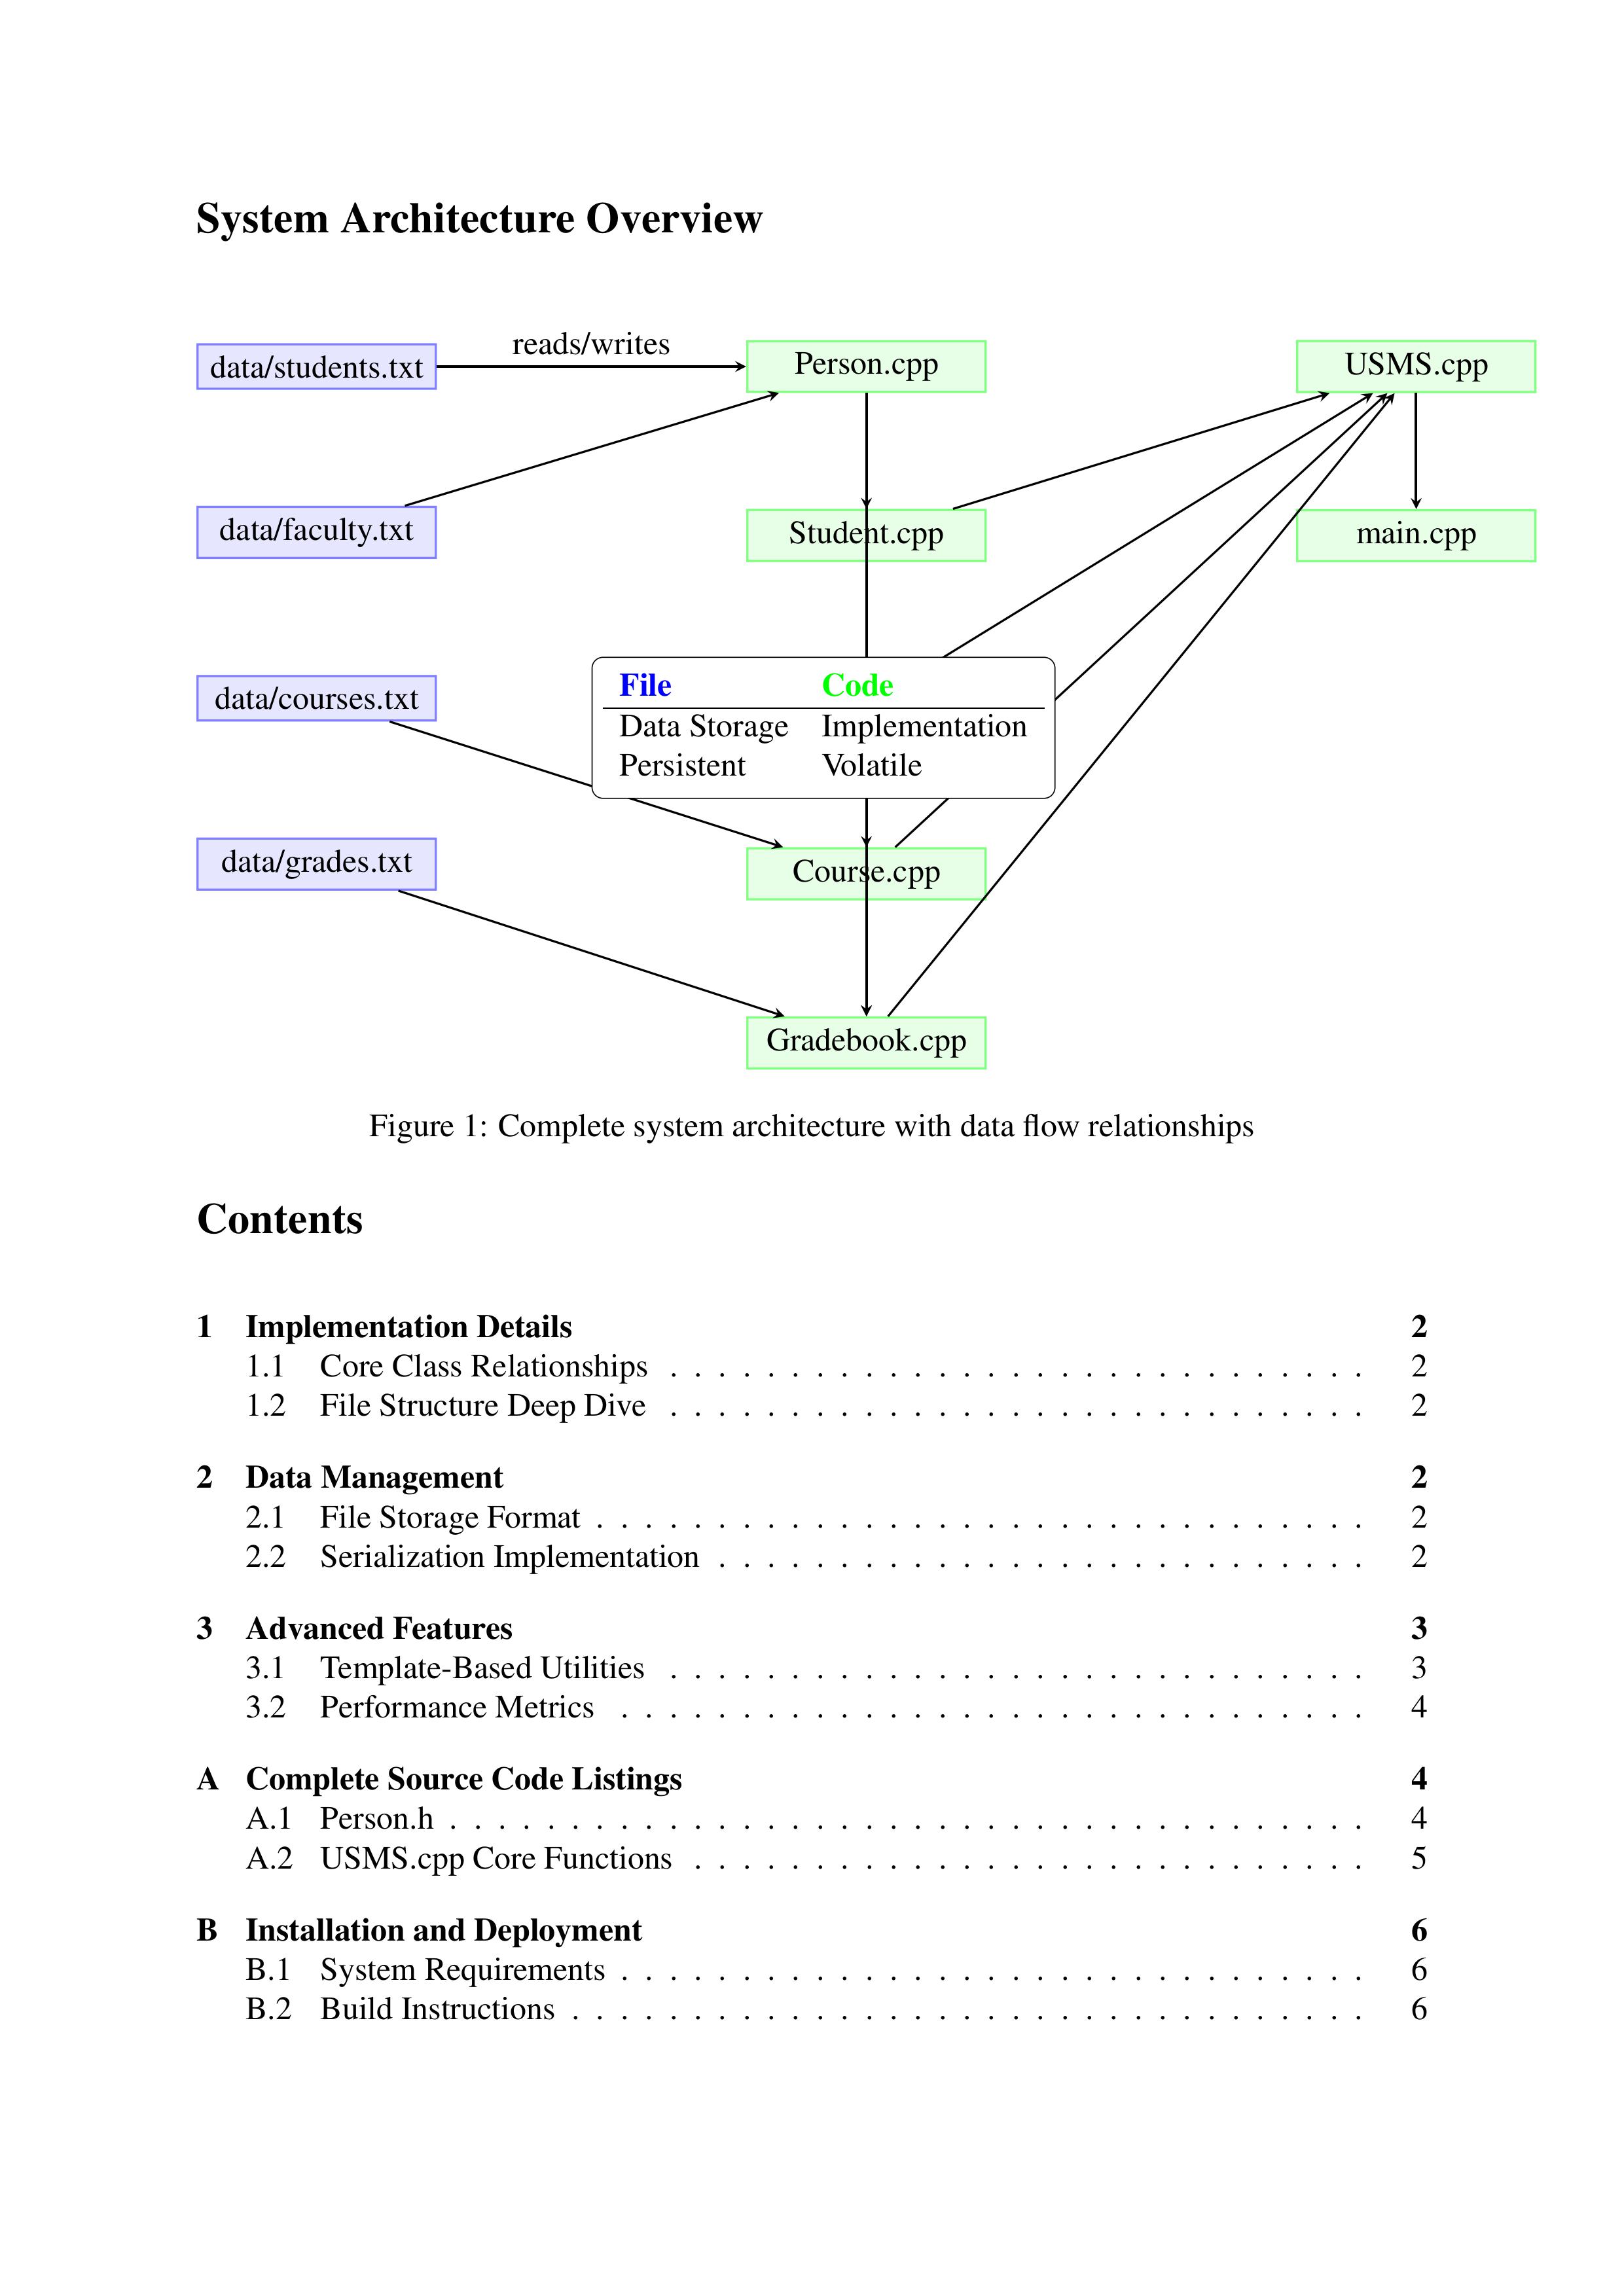 System Architecture Overview
data/students.txt
reads/writes
Person.cpp
USMS.cpp
data/faculty.txt
Student.cpp
main.cpp
data/courses.txt
File Code
Data Storage Implementation
Persistent Volatile
data/grades.txt
Course.cpp
Gradebook.cpp
Figure 1: Complete system architecture with data flow relationships
Contents
1 Implementation Details 2
1.1 Core Class Relationships . . . . . . . . . . . . . . . . . . . . . . . . . . . . . 2
1.2 File Structure Deep Dive . . . . . . . . . . . . . . . . . . . . . . . . . . . . . 2
2 Data Management 2
2.1 File Storage Format . . . . . . . . . . . . . . . . . . . . . . . . . . . . . . . . 2
2.2 Serialization Implementation . . . . . . . . . . . . . . . . . . . . . . . . . . . 2
3 Advanced Features 3
3.1 Template-Based Utilities . . . . . . . . . . . . . . . . . . . . . . . . . . . . . 3
3.2 Performance Metrics . . . . . . . . . . . . . . . . . . . . . . . . . . . . . . . 4
A Complete Source Code Listings 4
A.1 Person.h . . . . . . . . . . . . . . . . . . . . . . . . . . . . . . . . . . . . . . 4
A.2 USMS.cpp Core Functions . . . . . . . . . . . . . . . . . . . . . . . . . . . . 5
B Installation and Deployment 6
B.1 System Requirements . . . . . . . . . . . . . . . . . . . . . . . . . . . . . . . 6
B.2 Build Instructions . . . . . . . . . . . . . . . . . . . . . . . . . . . . . . . . . 6